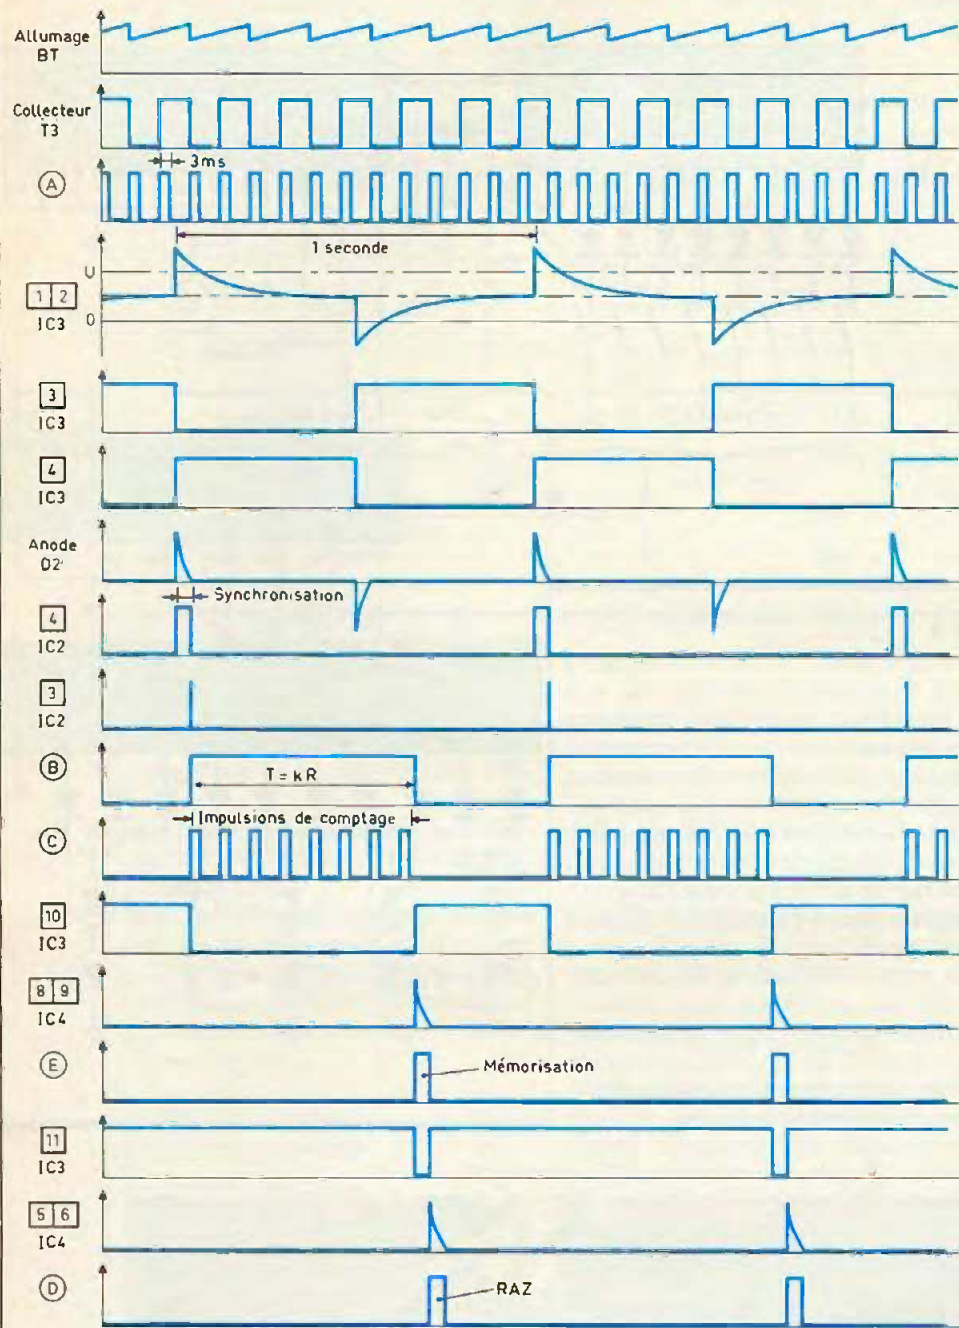 Allumage
BT
Collecteur
T3
3ms
A
1 seconde
U
1 2
IC3
0
3
IC3
4
IC3
Anode
D2
Synchronisation
4
IC2
3
IC2
B
T = kR
Impulsions de comptage
C
10
IC3
8 9
IC4
E
Mémorisation
11
IC3
5 6
IC4
D
RAZ